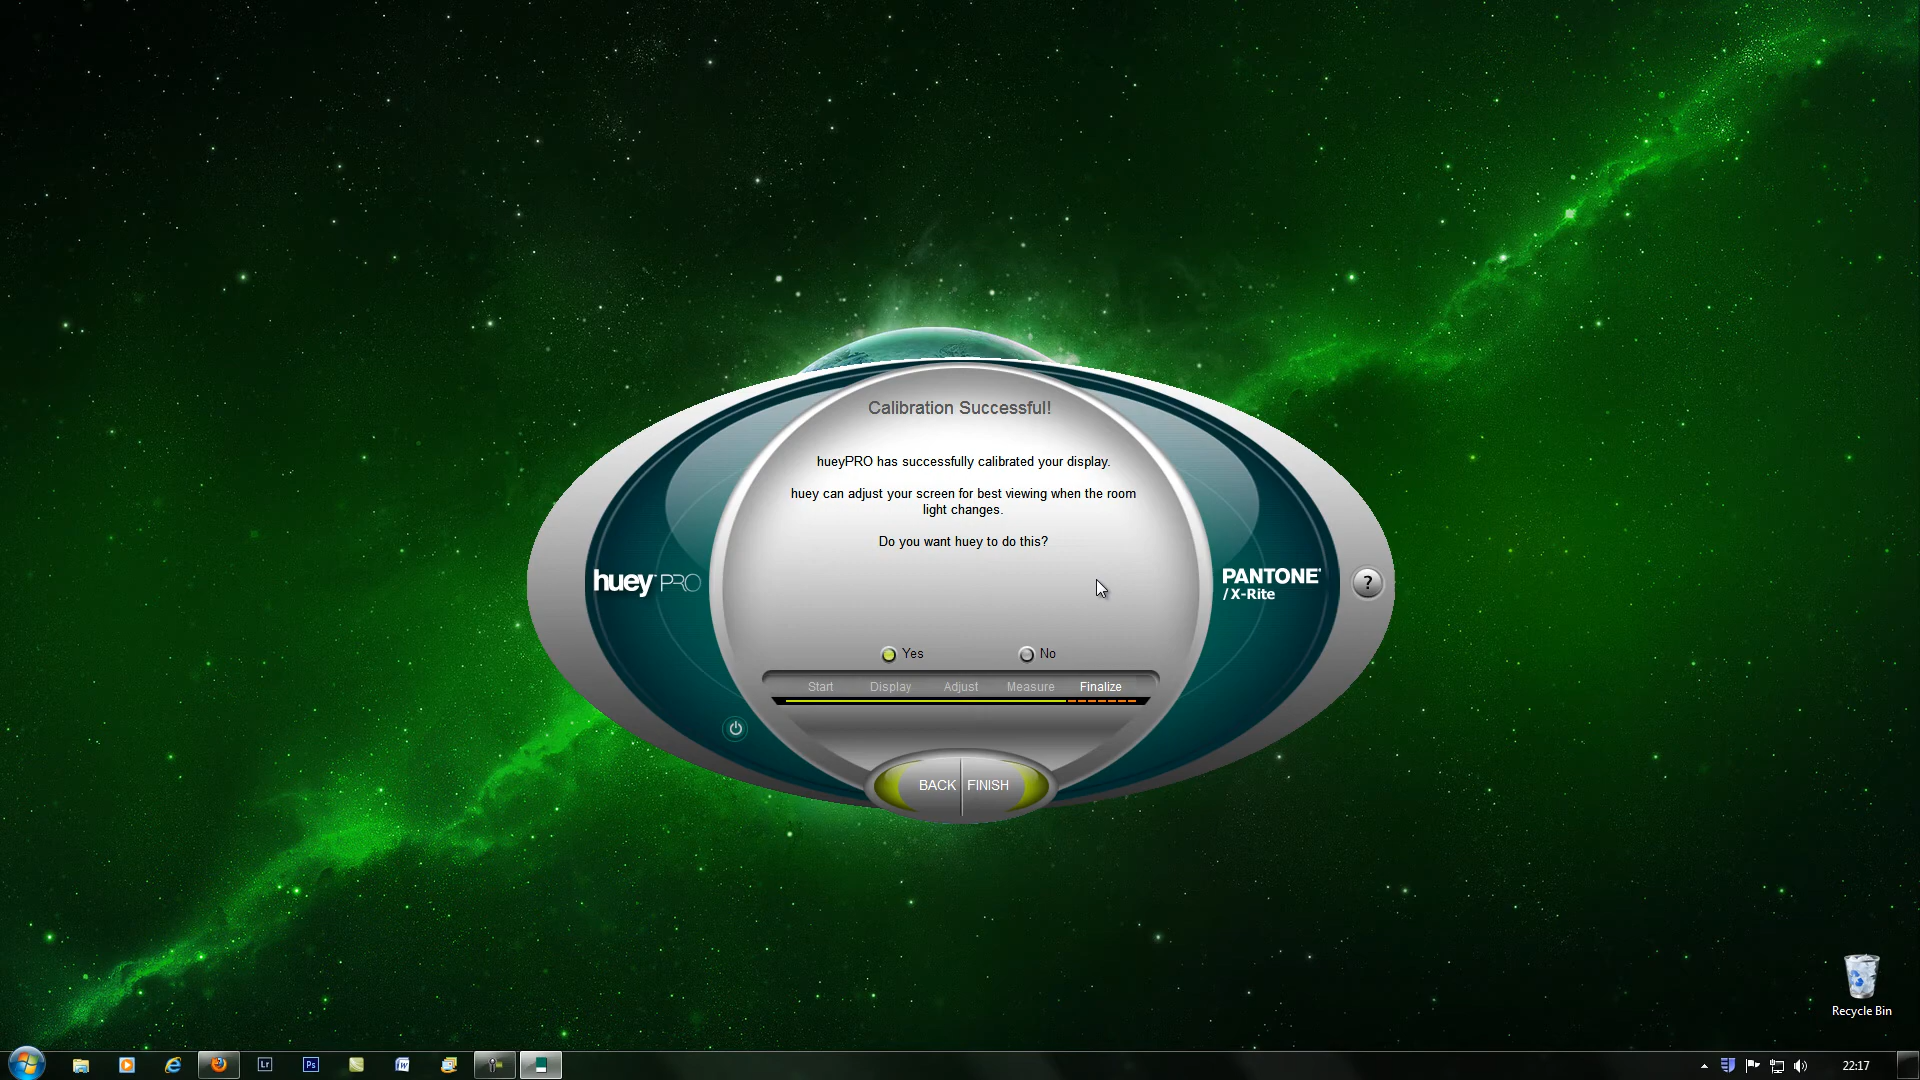 Calibration Successful!
hueyPRO has successfully calibrated your display.
huey can adjust your screen for best viewing when the room
light changes.
Do you want huey to do this?
huey PRO
PANTONE®
/ X-Rite
?
Yes No
Start Display Adjust Measure Finalize
BACK FINISH
Recycle Bin
Lr Ps W
22:17